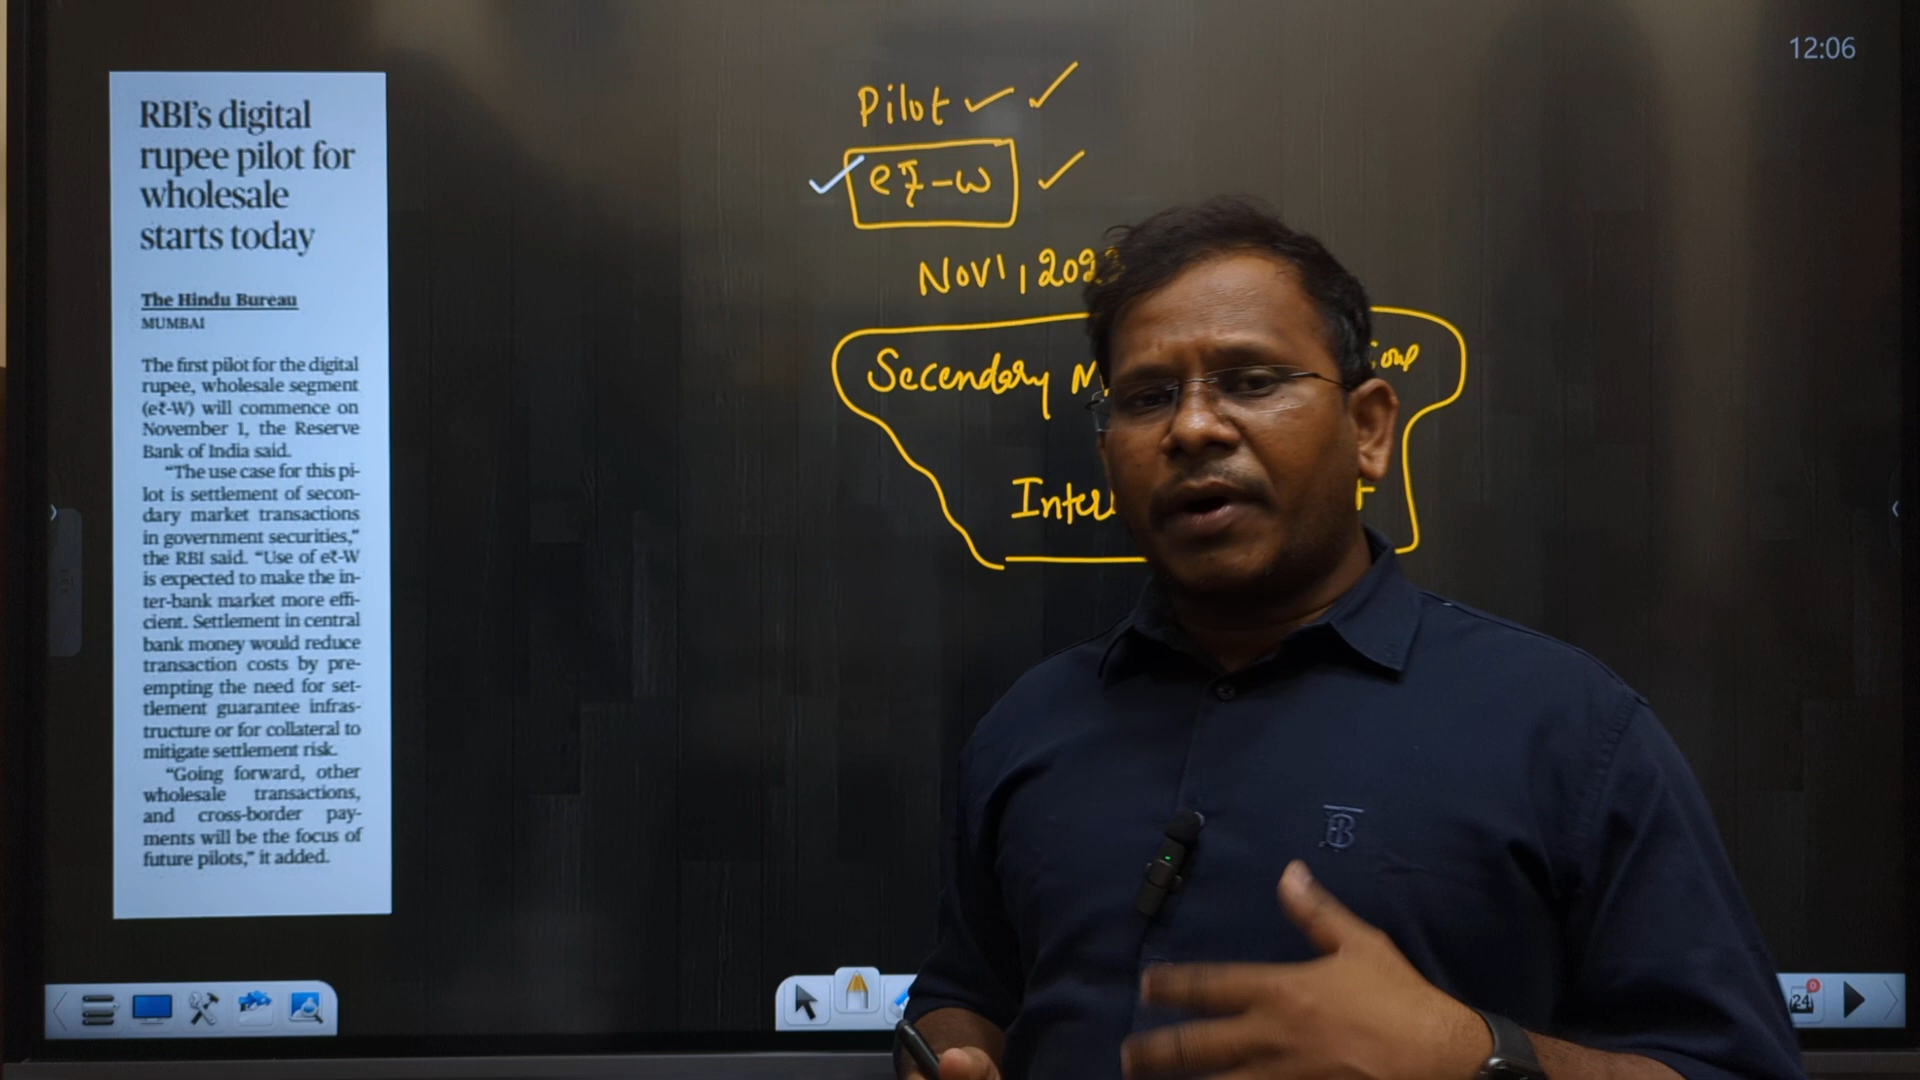 RBI's digital
rupee pilot for
wholesale
starts today
The Hindu Bureau
MUMBAI
The first pilot for the digital
rupee, wholesale segment
(e₹-W) will commence on
November 1, the Reserve
Bank of India said.
"The use case for this pi-
lot is settlement of secon-
dary market transactions
in government securities,"
the RBI said. "Use of e₹-W
is expected to make the in-
ter-bank market more effi-
cient. Settlement in central
bank money would reduce
transaction costs by pre-
empting the need for set-
tlement guarantee infras-
tructure or for collateral to
mitigate settlement risk.
"Going forward, other
wholesale transactions,
and cross-border pay-
ments will be the focus of
future pilots," it added.
12:06
Pilot
e₹-W
Nov 1, 202
Secendary
Inter
24
0
B